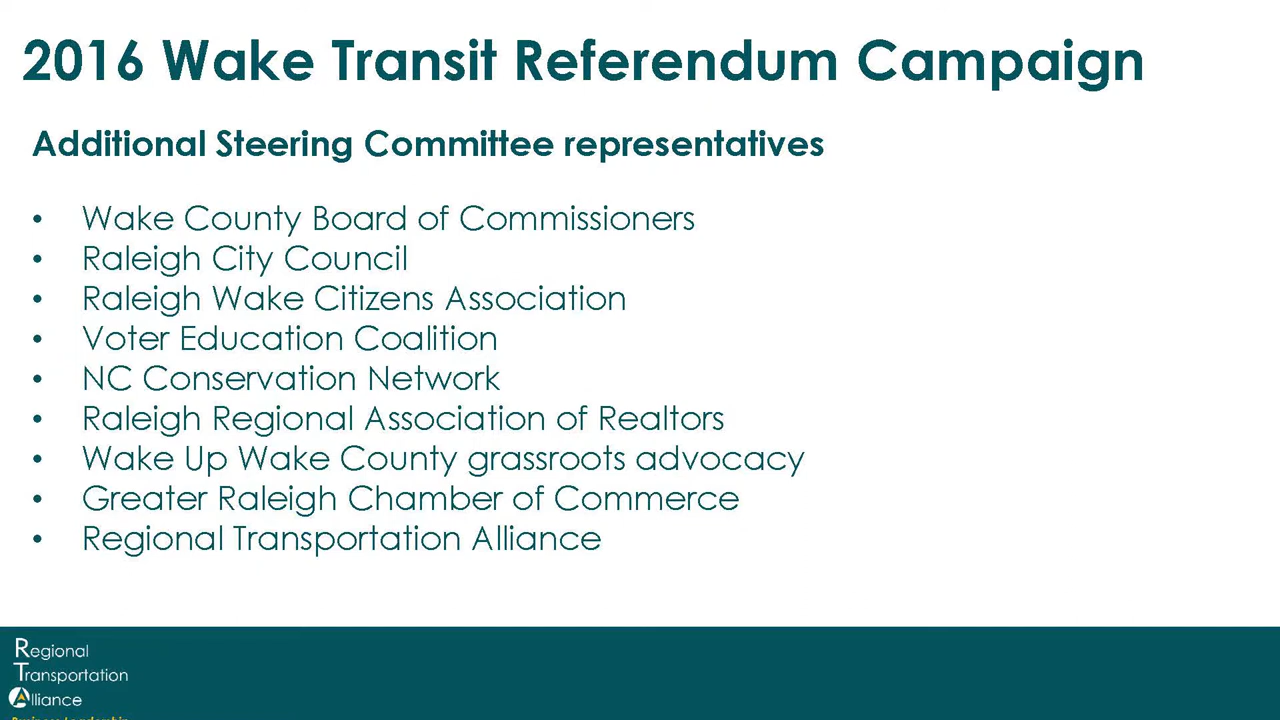 2016 Wake Transit Referendum Campaign
Additional Steering Committee representatives
• Wake County Board of Commissioners
• Raleigh City Council
• Raleigh Wake Citizens Association
• Voter Education Coalition
• NC Conservation Network
• Raleigh Regional Association of Realtors
• Wake Up Wake County grassroots advocacy
• Greater Raleigh Chamber of Commerce
• Regional Transportation Alliance
Regional
Transportation
Alliance
Business Leadership